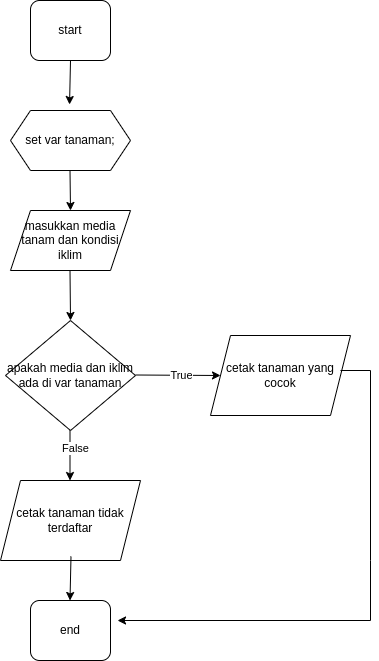 start
set var tanaman;
masukkan media
tanam dan kondisi
iklim
apakah media dan iklim
ada di var tanaman
True
cetak tanaman yang
cocok
False
cetak tanaman tidak
terdaftar
end